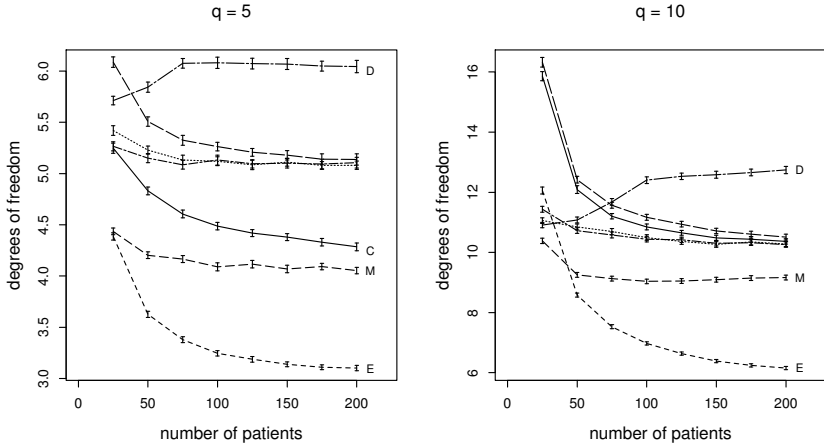 q = 5
degrees of freedom
6.0
5.5
5.0
4.5
4.0
3.5
3.0
D
C
M
E
0 50 100 150 200
number of patients
q = 10
degrees of freedom
16
14
12
10
8
6
D
M
E
0 50 100 150 200
number of patients